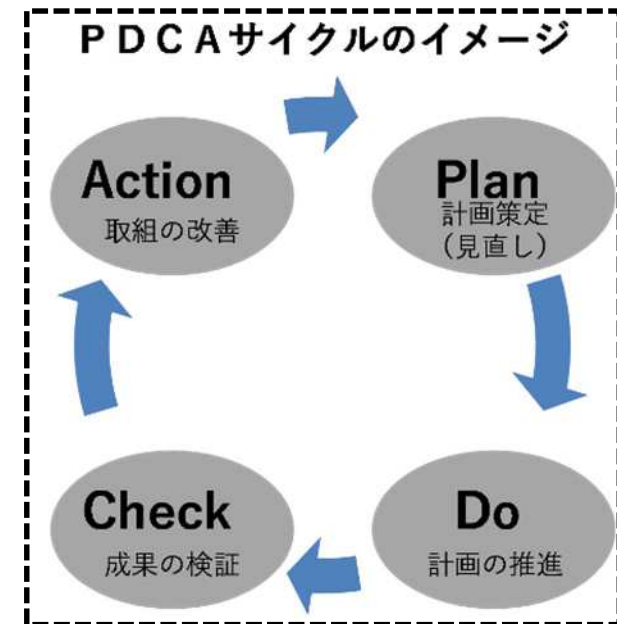 ＰＤＣＡサイクルのイメージ
Action
取組の改善
Plan
計画策定
(見直し)
Check
成果の検証
Do
計画の推進